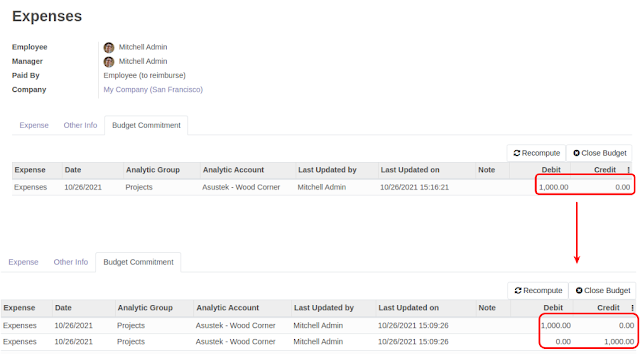 Expenses
Employee Mitchell Admin
Manager Mitchell Admin
Paid By Employee (to reimburse)
Company My Company (San Francisco)
Expense Other Info Budget Commitment
Recompute Close Budget
Expense Date Analytic Group Analytic Account Last Updated by Last Updated on Note Debit Credit
Expenses 10/26/2021 Projects Asustek - Wood Corner Mitchell Admin 10/26/2021 15:16:21 1,000.00 0.00
Expense Other Info Budget Commitment
Recompute Close Budget
Expense Date Analytic Group Analytic Account Last Updated by Last Updated on Note Debit Credit
Expenses 10/26/2021 Projects Asustek - Wood Corner Mitchell Admin 10/26/2021 15:09:26 1,000.00 0.00
Expenses 10/26/2021 Projects Asustek - Wood Corner Mitchell Admin 10/26/2021 15:09:26 0.00 1,000.00